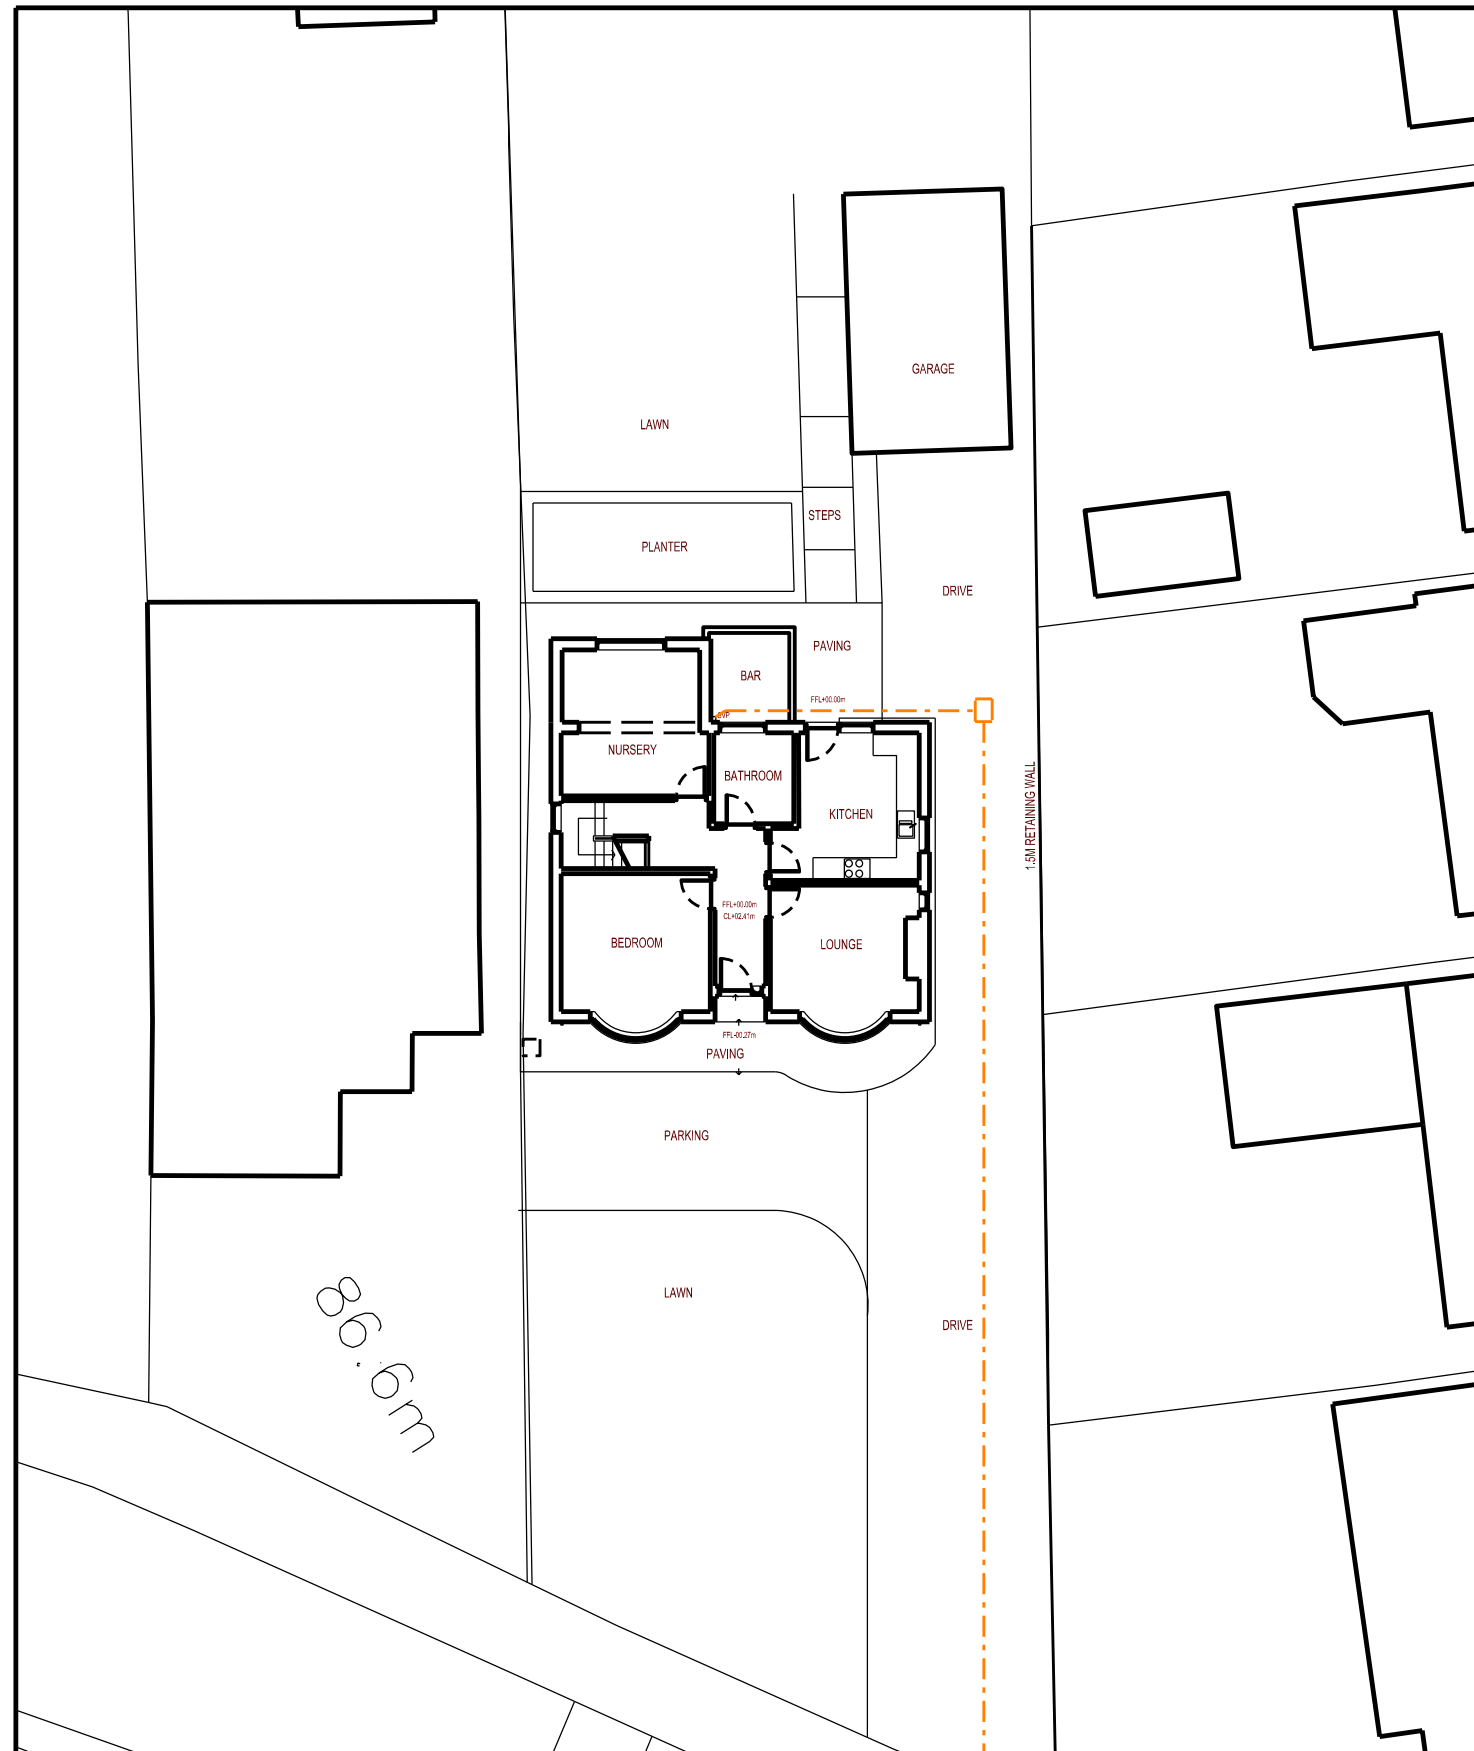 GARAGE
LAWN
STEPS
PLANTER
DRIVE
PAVING
BAR
FFL+00.00m
SVP
NURSERY
BATHROOM
KITCHEN
1.5M RETAINING WALL
FFL+00.00m
CL+02.41m
BEDROOM
LOUNGE
FFL-00.27m
PAVING
PARKING
LAWN
DRIVE
86.6m